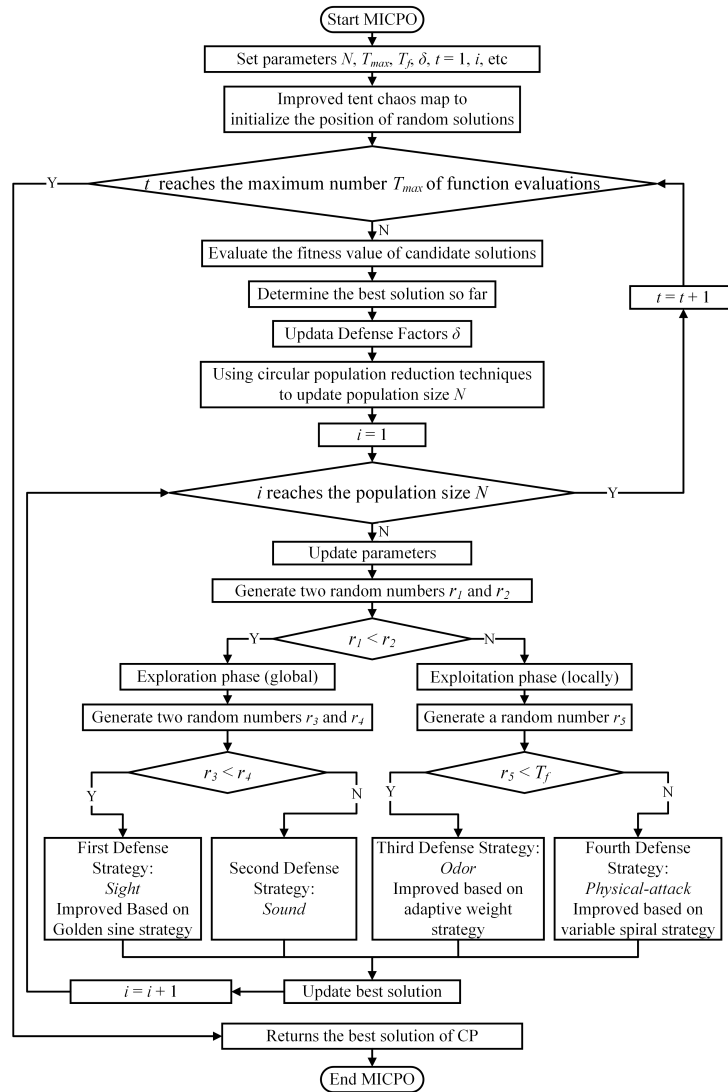 Start MICPO
Set parameters N, Tmax, Tf, δ, t = 1, i, etc
Improved tent chaos map to
initialize the position of random solutions
Y
t reaches the maximum number Tmax of function evaluations
N
Evaluate the fitness value of candidate solutions
Determine the best solution so far
t = t + 1
Updata Defense Factors δ
Using circular population reduction techniques
to update population size N
i = 1
i reaches the population size N
Y
N
Update parameters
Generate two random numbers r1 and r2
Y
r1 < r2
N
Exploration phase (global)
Exploitation phase (locally)
Generate two random numbers r3 and r4
Generate a random number r5
r3 < r4
r5 < Tf
Y
N
Y
N
First Defense
Strategy:
Sight
Improved Based on
Golden sine strategy
Second Defense
Strategy:
Sound
Third Defense Strategy:
Odor
Improved based on
adaptive weight
strategy
Fourth Defense
Strategy:
Physical-attack
Improved based on
variable spiral strategy
i = i + 1
Update best solution
Returns the best solution of CP
End MICPO